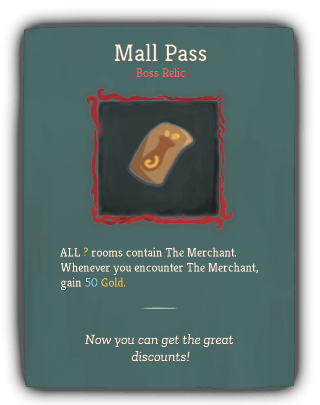 Mall Pass
Boss Relic
ALL ? rooms contain The Merchant.
Whenever you encounter The Merchant,
gain 50 Gold.
Now you can get the great
discounts!